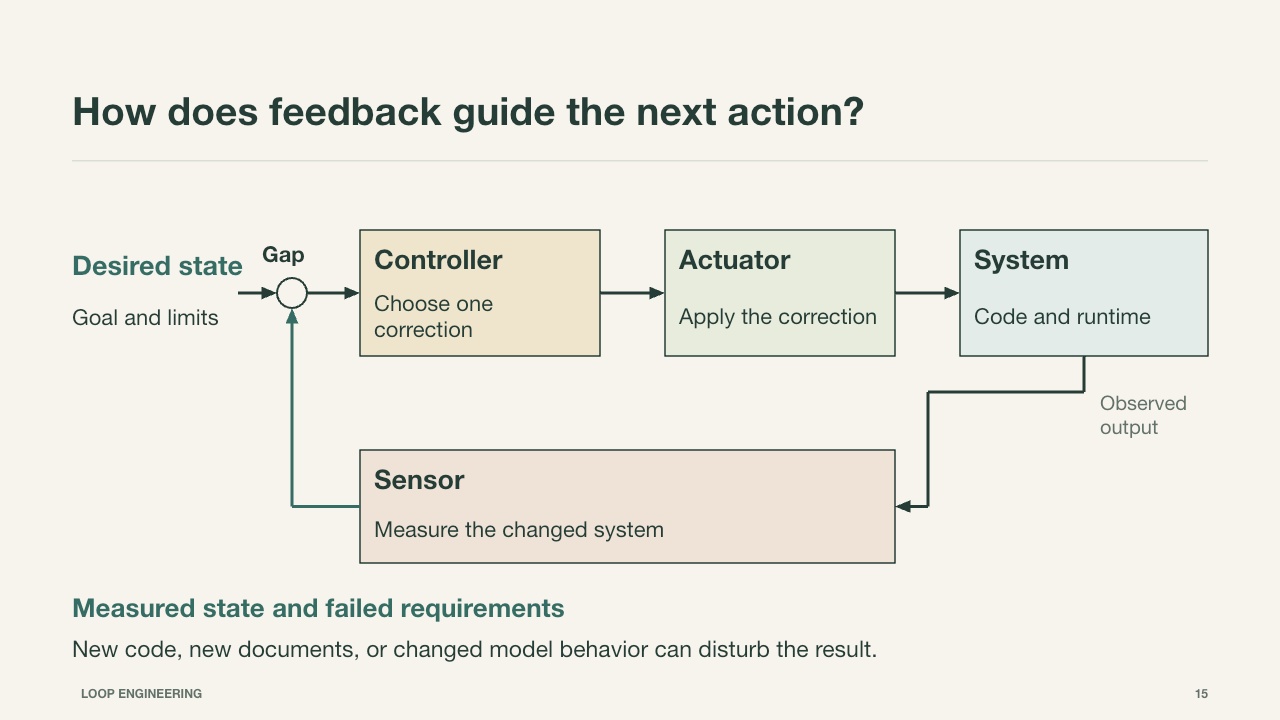 How does feedback guide the next action?
Desired state
Goal and limits
Gap
Controller
Choose one
correction
Actuator
Apply the correction
System
Code and runtime
Observed
output
Sensor
Measure the changed system
Measured state and failed requirements
New code, new documents, or changed model behavior can disturb the result.
LOOP ENGINEERING
15